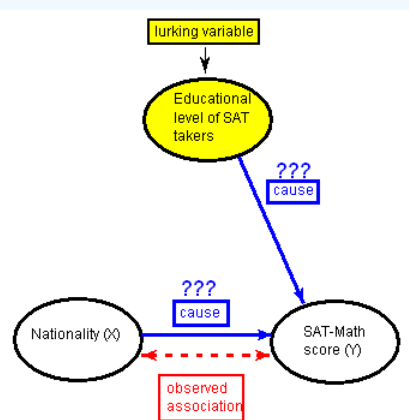 lurking variable
Educational
level of SAT
takers
???
cause
???
cause
Nationality (X)
SAT-Math
score (Y)
observed
association